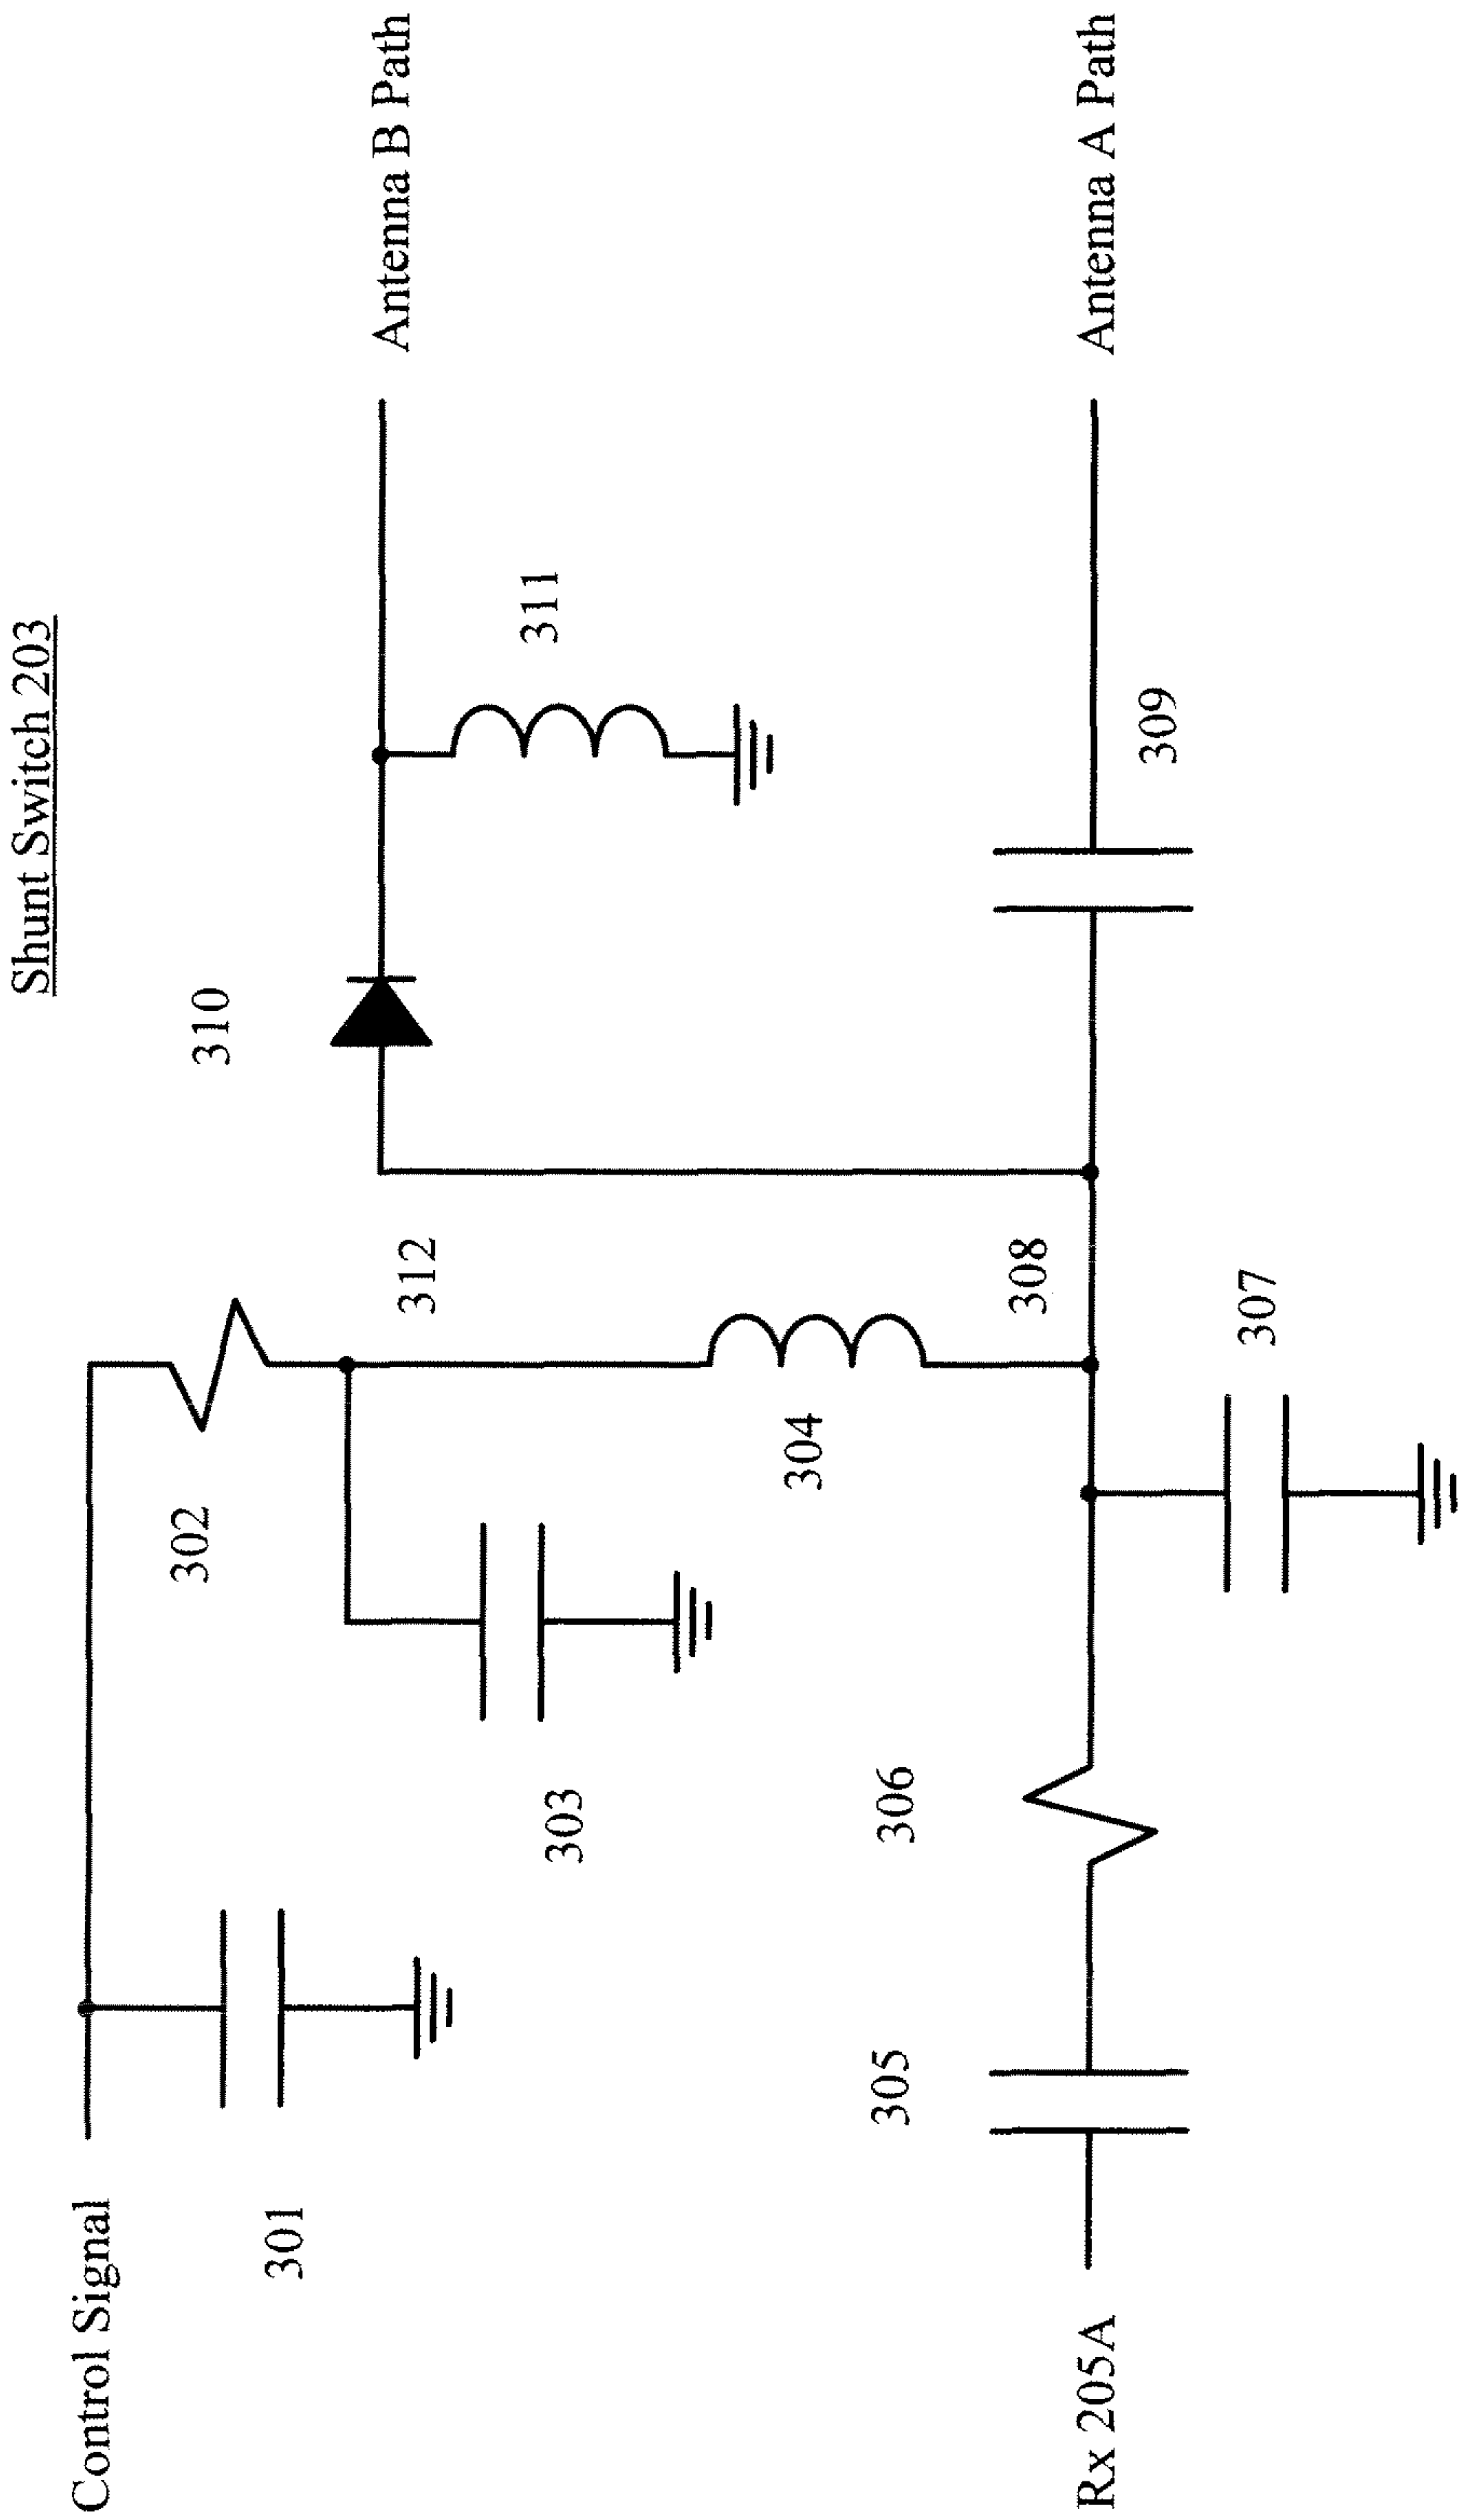 Shunt Switch 203
Control Signal
301
302
303
312
310
Antenna B Path
311
304
Rx 205A
305
306
307
308
309
Antenna A Path